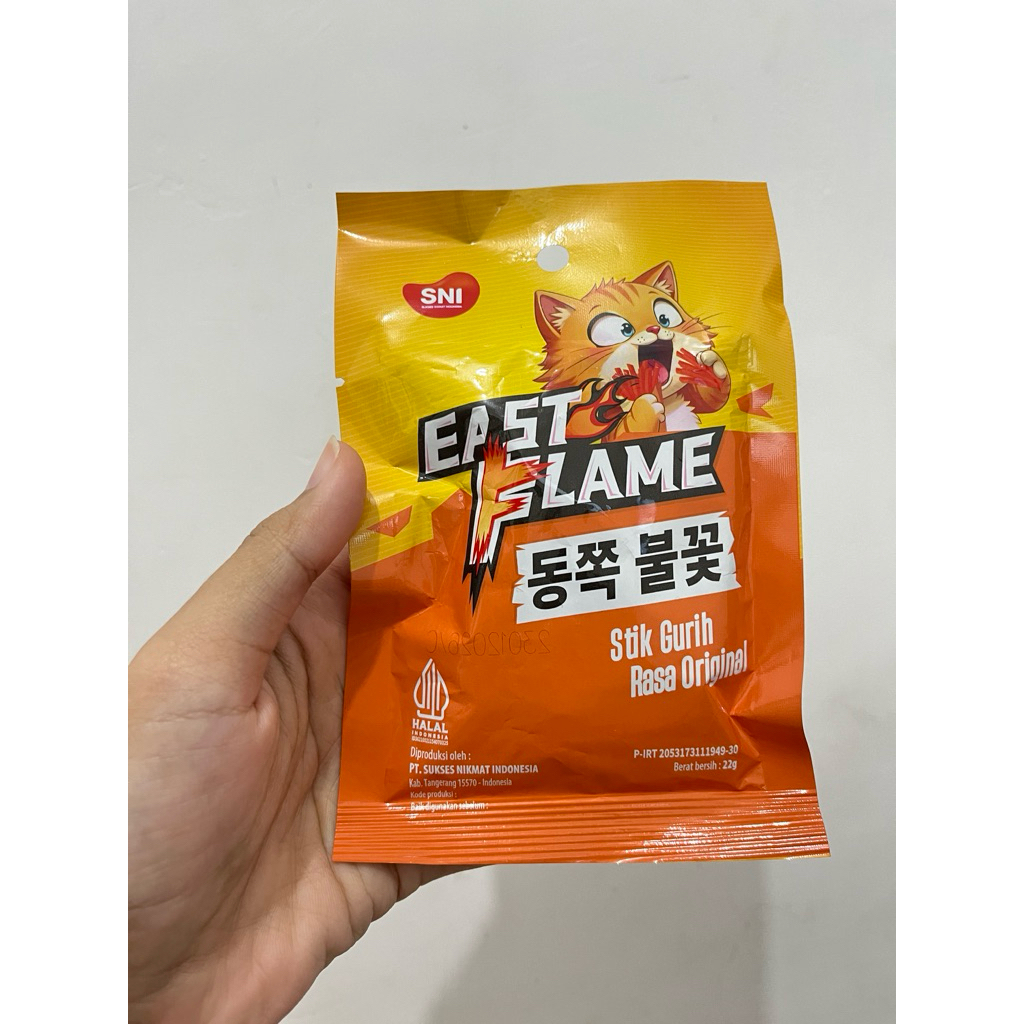 SNI
EAST
FLAME
동쪽 불꽃
Stik Gurih
Rasa Original
HALAL
INDONESIA
Diproduksi oleh :
PT. SUKSES NIKMAT INDONESIA
Kab. Tangerang 15570 - Indonesia
Kode produksi :
Baik digunakan sebelum :
P-IRT 2053173111949-30
Berat bersih : 22g